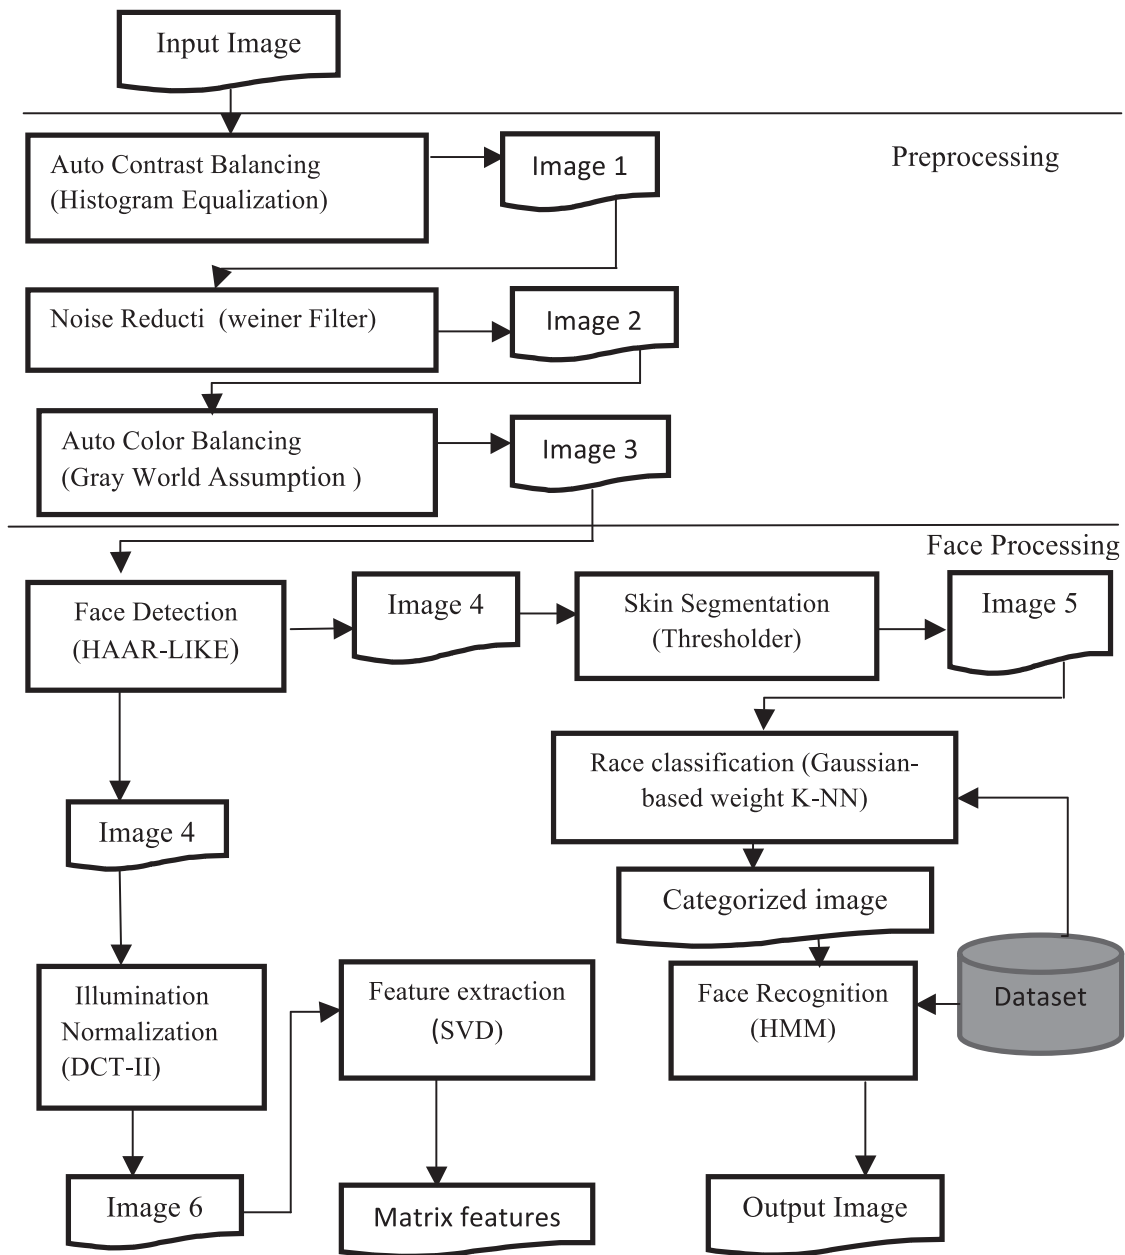 Input Image
Preprocessing
Auto Contrast Balancing
(Histogram Equalization)
Image 1
Noise Reducti (weiner Filter)
Image 2
Auto Color Balancing
(Gray World Assumption )
Image 3
Face Processing
Face Detection
(HAAR-LIKE)
Image 4
Skin Segmentation
(Thresholder)
Image 5
Race classification (Gaussian-
based weight K-NN)
Image 4
Categorized image
Illumination
Normalization
(DCT-II)
Feature extraction
(SVD)
Face Recognition
(HMM)
Dataset
Image 6
Matrix features
Output Image